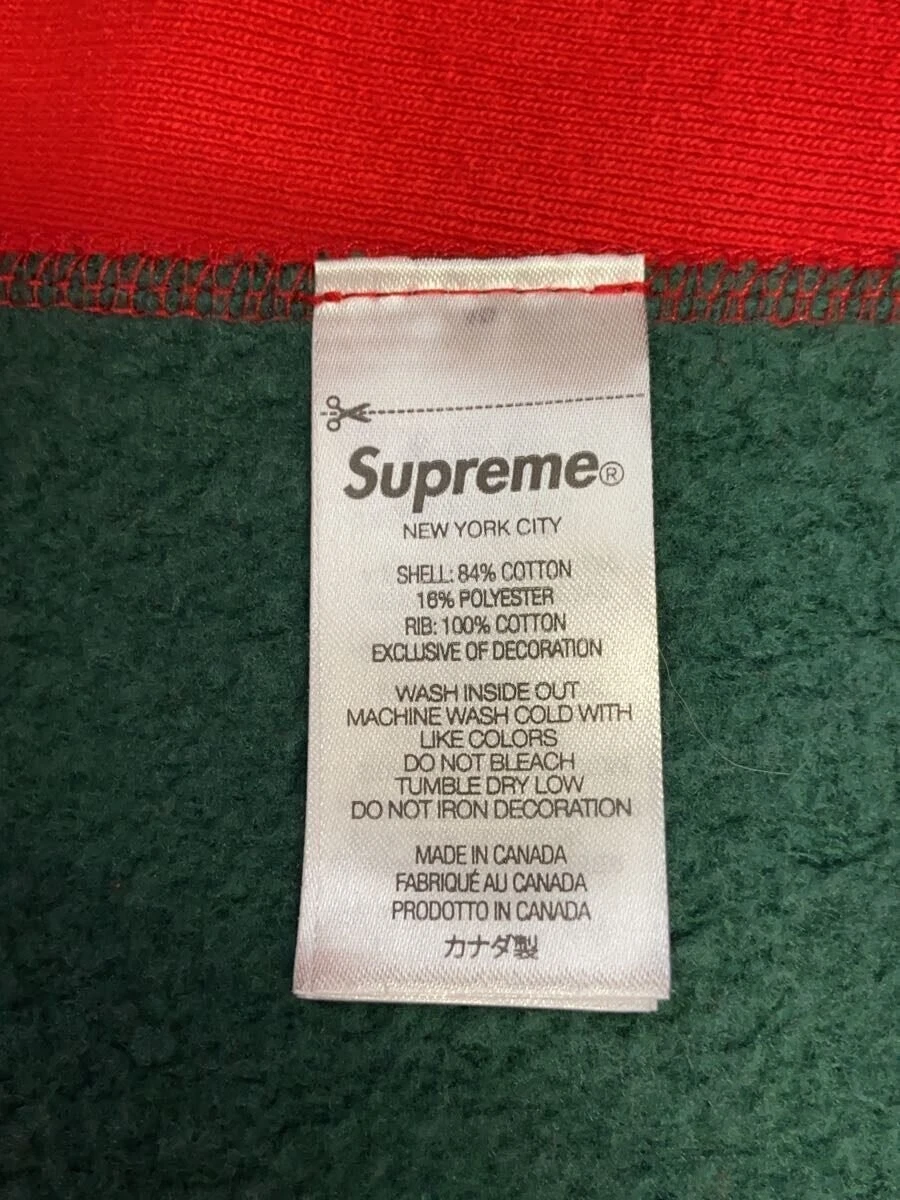 Supreme®
NEW YORK CITY
SHELL: 84% COTTON
16% POLYESTER
RIB: 100% COTTON
EXCLUSIVE OF DECORATION
WASH INSIDE OUT
MACHINE WASH COLD WITH
LIKE COLORS
DO NOT BLEACH
TUMBLE DRY LOW
DO NOT IRON DECORATION
MADE IN CANADA
FABRIQUÉ AU CANADA
PRODOTTO IN CANADA
カナダ製